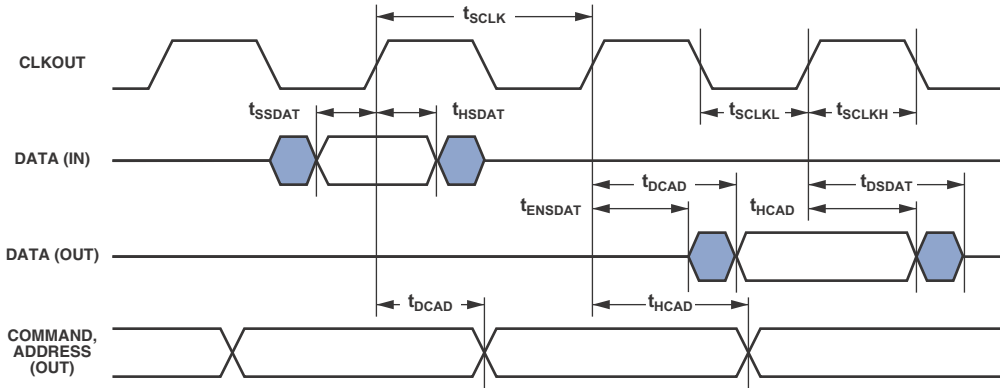 tSCLK
CLKOUT
tSSDAT
tHSDAT
tSCLKL
tSCLKH
DATA (IN)
tDCAD
tDSDAT
tENSDAT
tHCAD
DATA (OUT)
tDCAD
tHCAD
COMMAND,
ADDRESS
(OUT)